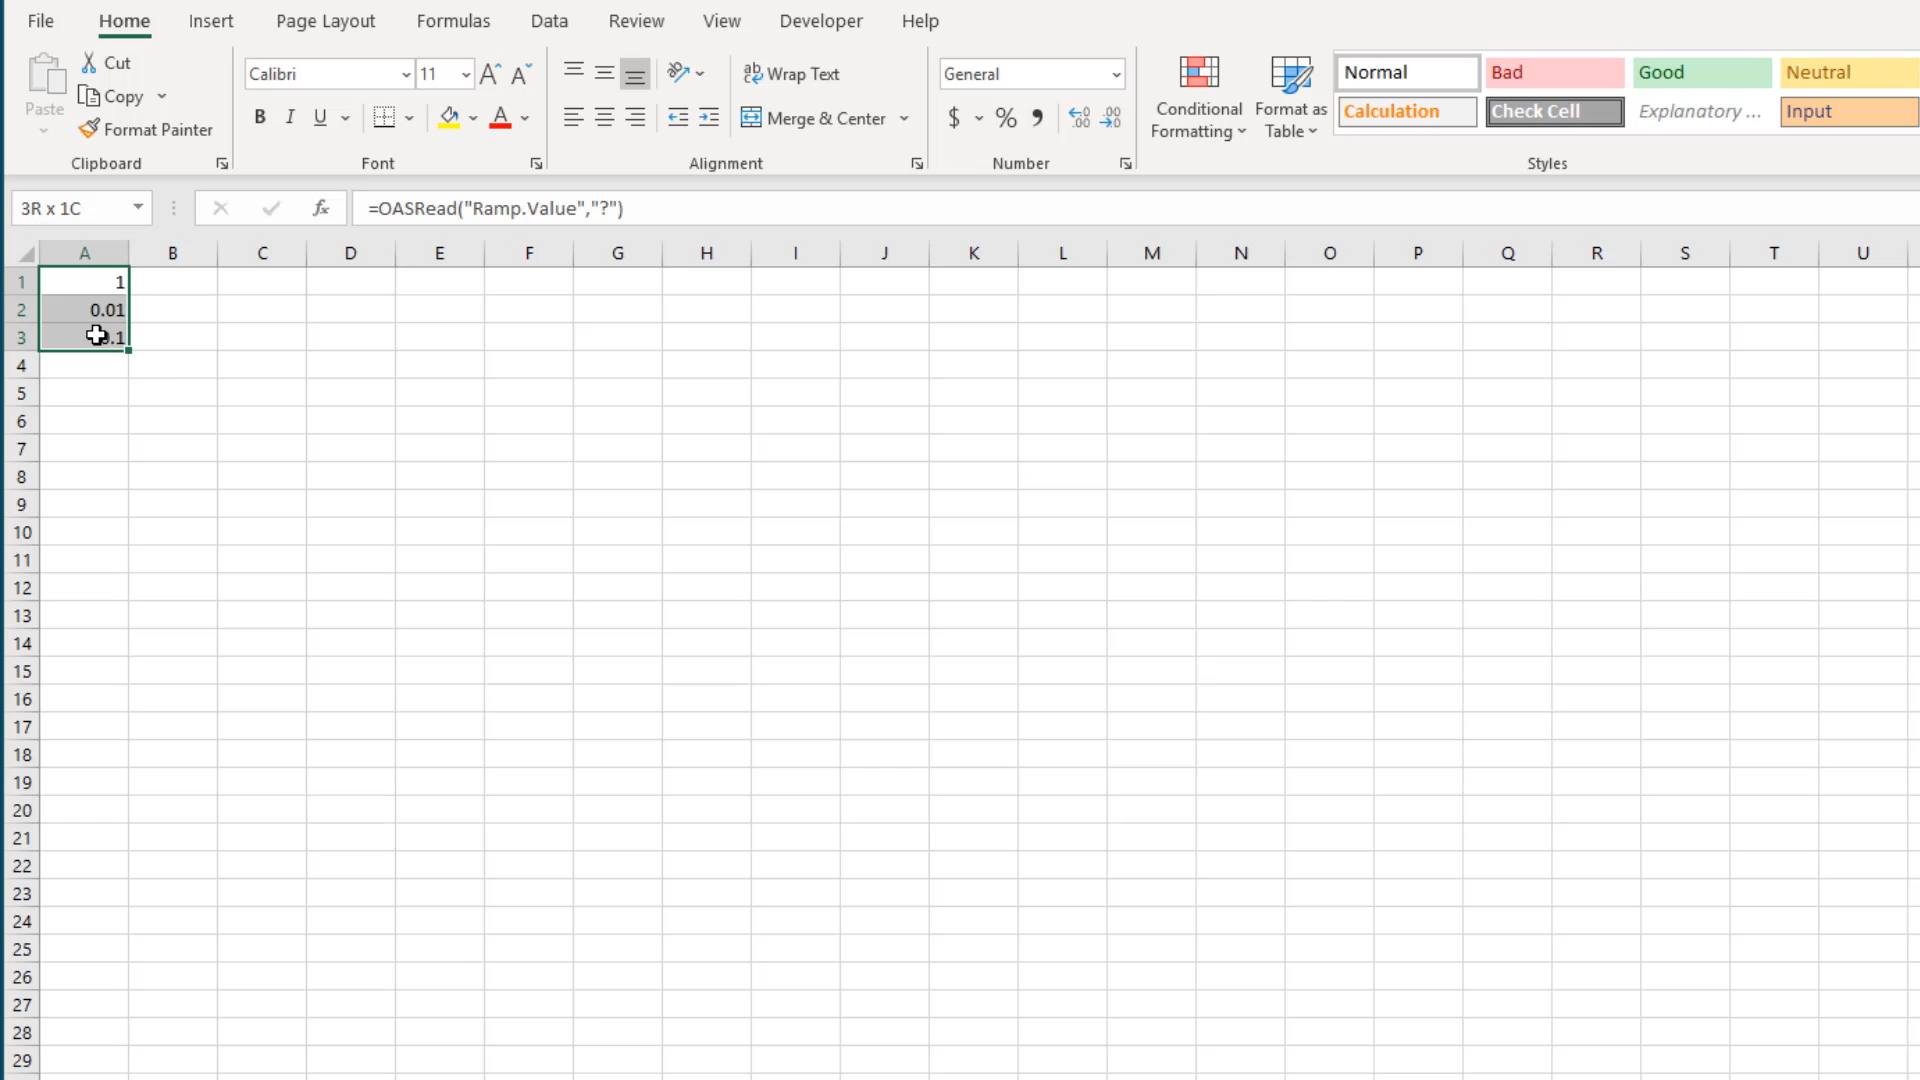 File Home Insert Page Layout Formulas Data Review View Developer Help
Paste
Cut
Copy
Format Painter
Clipboard
Calibri 11
B I U
Font
ab Wrap Text
Merge & Center
Alignment
General
$ % ,
Number
Conditional Formatting
Format as Table
Normal Bad Good Neutral
Calculation Check Cell Explanatory ... Input
Styles
3R x 1C fx =OASRead("Ramp.Value","?")
A B C D E F G H I J K L M N O P Q R S T U
1 1
2 0.01
3
4
5
6
7
8
9
10
11
12
13
14
15
16
17
18
19
20
21
22
23
24
25
26
27
28
29